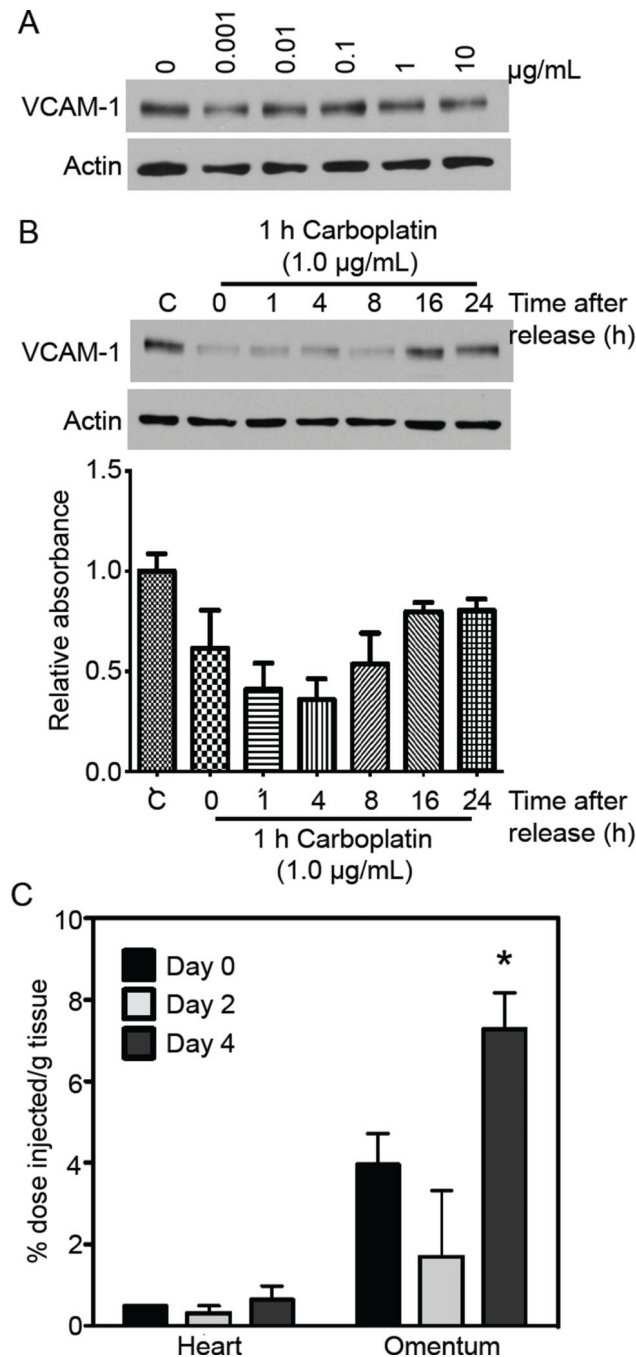 A
0 0.001 0.01 0.1 1 10 µg/mL
VCAM-1
Actin
B
1 h Carboplatin
(1.0 µg/mL)
C 0 1 4 8 16 24 Time after
release (h)
VCAM-1
Actin
1.5
1.0
0.5
0.0
Relative absorbance
C 0 1 4 8 16 24 Time after
release (h)
1 h Carboplatin
(1.0 µg/mL)
C
10
8
6
4
2
0
% dose injected/g tissue
Day 0
Day 2
Day 4
*
Heart Omentum